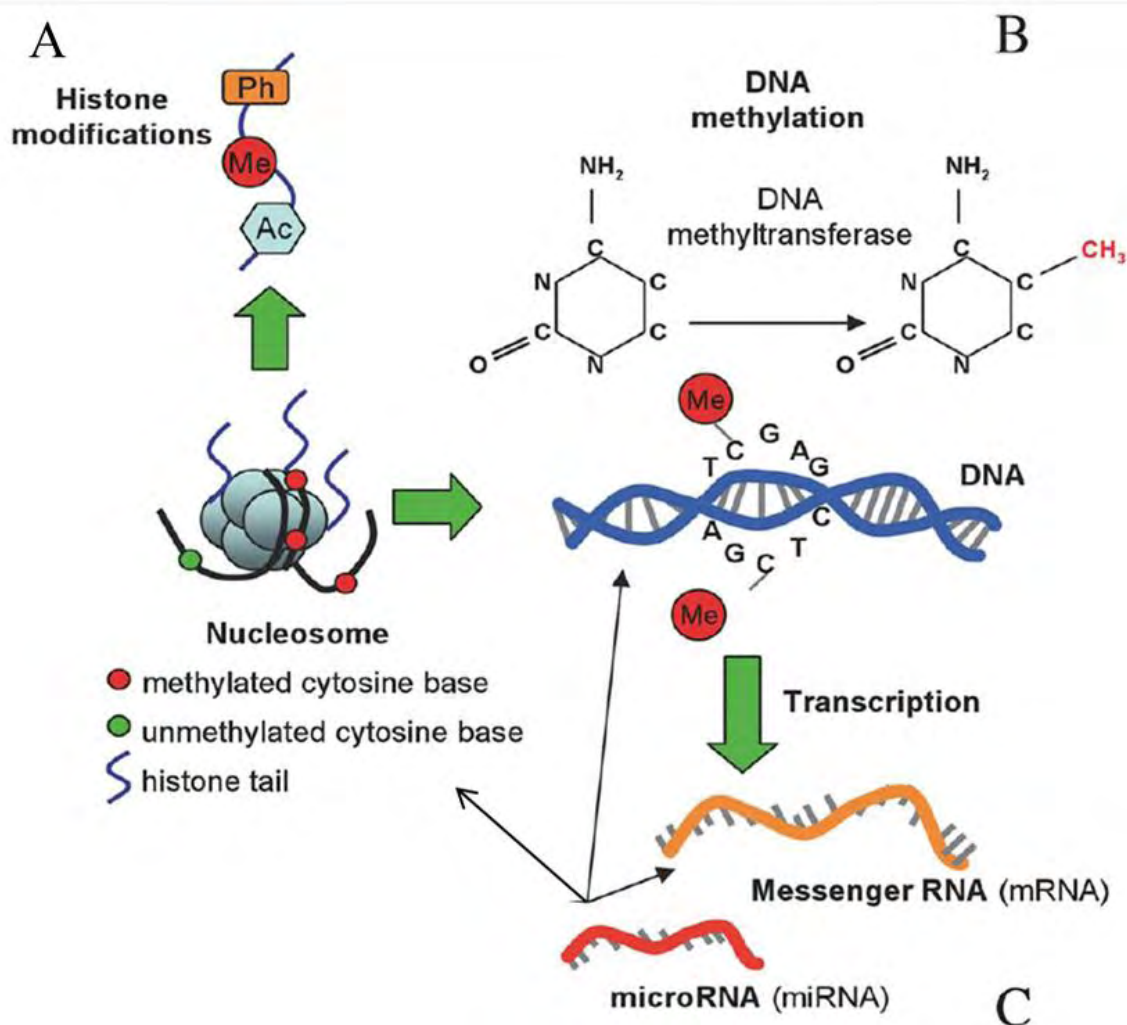 A
B
Histone
modifications
Ph
Me
Ac
DNA
methylation
NH₂
C
N
C
C
C
N
O
DNA
methyltransferase
NH₂
C
CH₃
N
C
C
C
N
O
Me
T C G A G
DNA
A G C T C
Me
Nucleosome
methylated cytosine base
unmethylated cytosine base
histone tail
Transcription
Messenger RNA (mRNA)
microRNA (miRNA)
C